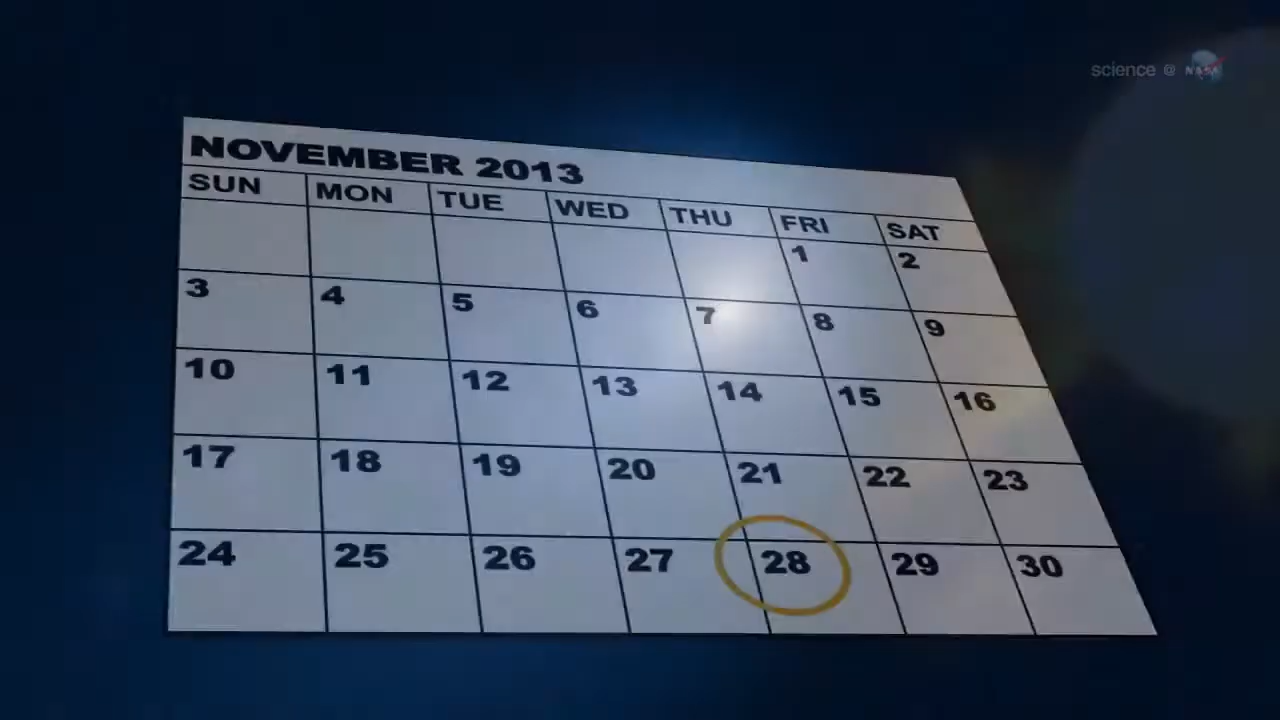 science @ NASA
NOVEMBER 2013
SUN MON TUE WED THU FRI SAT
1 2
3 4 5 6 7 8 9
10 11 12 13 14 15 16
17 18 19 20 21 22 23
24 25 26 27 28 29 30